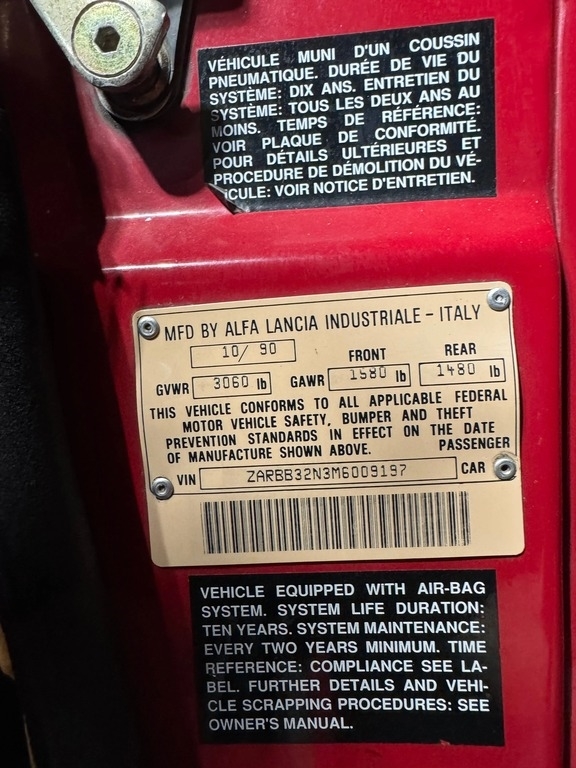 VÉHICULE MUNI D'UN COUSSIN
PNEUMATIQUE. DURÉE DE VIE DU
SYSTÈME: DIX ANS. ENTRETIEN DU
SYSTÈME: TOUS LES DEUX ANS AU
MOINS. TEMPS DE RÉFÉRENCE:
VOIR PLAQUE DE CONFORMITÉ.
POUR DÉTAILS ULTÉRIEURES ET
PROCEDURE DE DÉMOLITION DU VÉ-
ICULE: VOIR NOTICE D'ENTRETIEN.
MFD BY ALFA LANCIA INDUSTRIALE - ITALY
10/ 90 FRONT REAR
GVWR 3060 lb GAWR 1580 lb 1480 lb
THIS VEHICLE CONFORMS TO ALL APPLICABLE FEDERAL
MOTOR VEHICLE SAFETY, BUMPER AND THEFT
PREVENTION STANDARDS IN EFFECT ON THE DATE
OF MANUFACTURE SHOWN ABOVE. PASSENGER
VIN ZARBB32N3M6009197 CAR
VEHICLE EQUIPPED WITH AIR-BAG
SYSTEM. SYSTEM LIFE DURATION:
TEN YEARS. SYSTEM MAINTENANCE:
EVERY TWO YEARS MINIMUM. TIME
REFERENCE: COMPLIANCE SEE LA-
BEL. FURTHER DETAILS AND VEHI-
CLE SCRAPPING PROCEDURES: SEE
OWNER'S MANUAL.